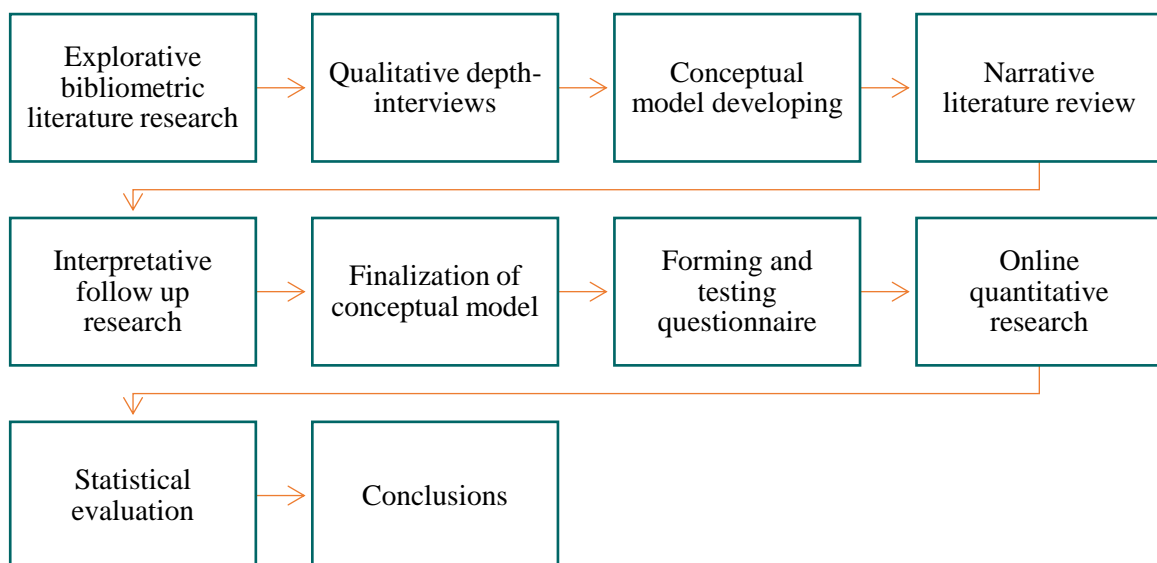 Explorative
bibliometric
literature research
Qualitative depth-
interviews
Conceptual
model developing
Narrative
literature review
Interpretative
follow up
research
Finalization of
conceptual model
Forming and
testing
questionnaire
Online
quantitative
research
Statistical
evaluation
Conclusions